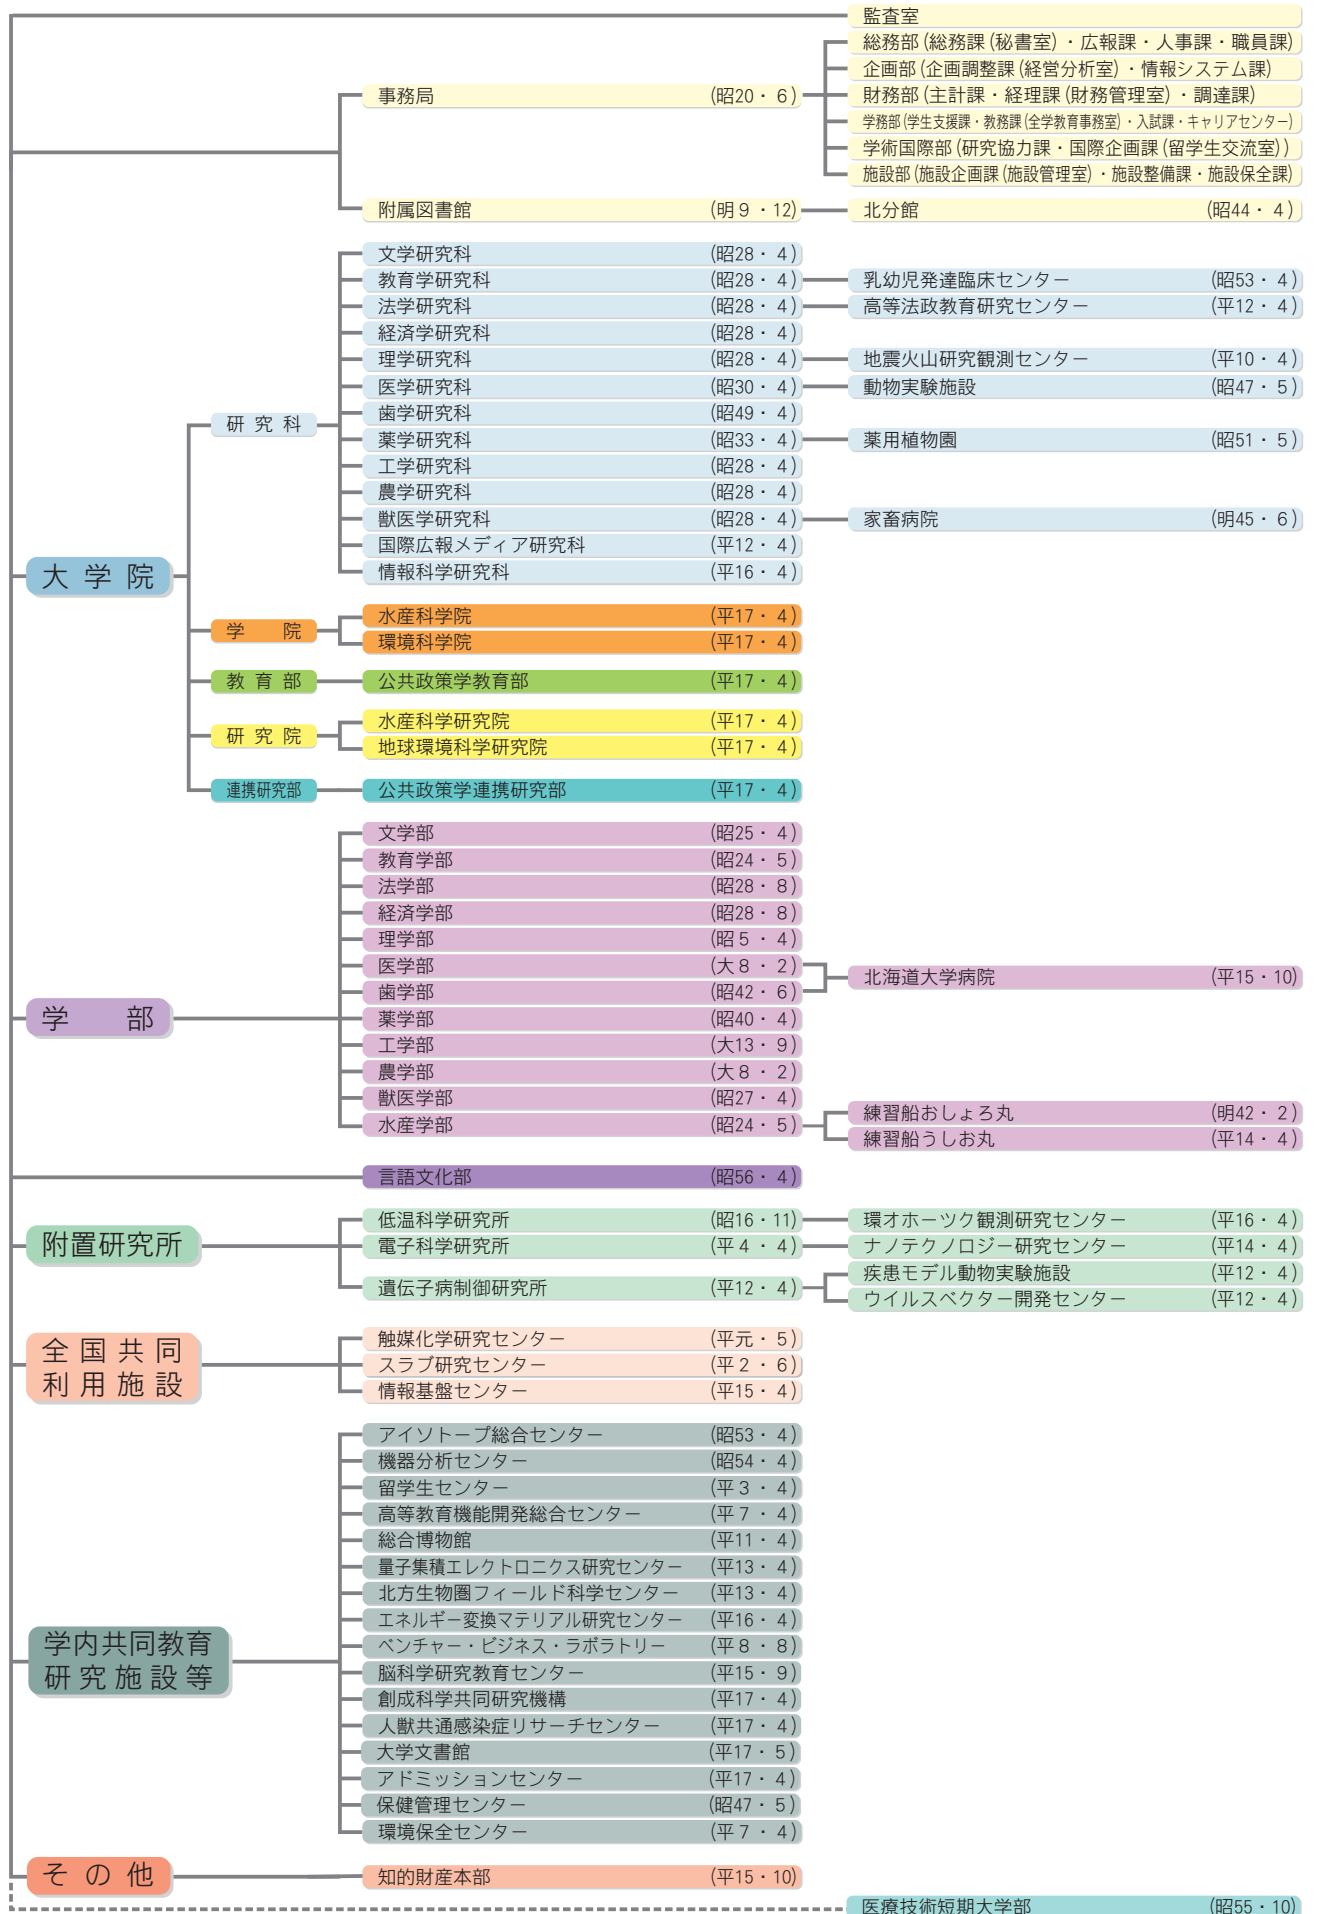 監査室
総務部(総務課(秘書室)・広報課・人事課・職員課)
企画部(企画調整課(経営分析室)・情報システム課)
事務局 (昭20・6)
財務部(主計課・経理課(財務管理室)・調達課)
学務部(学生支援課・教務課(全学教育事務室)・入試課・キャリアセンター)
学術国際部(研究協力課・国際企画課(留学生交流室))
施設部(施設企画課(施設管理室)・施設整備課・施設保全課)
附属図書館 (明9・12) 北分館 (昭44・4)
大学院
研究科
文学研究科 (昭28・4)
教育学研究科 (昭28・4) 乳幼児発達臨床センター (昭53・4)
法学研究科 (昭28・4) 高等法政教育研究センター (平12・4)
経済学研究科 (昭28・4)
理学研究科 (昭28・4) 地震火山研究観測センター (平10・4)
医学研究科 (昭30・4) 動物実験施設 (昭47・5)
歯学研究科 (昭49・4)
薬学研究科 (昭33・4) 薬用植物園 (昭51・5)
工学研究科 (昭28・4)
農学研究科 (昭28・4)
獣医学研究科 (昭28・4) 家畜病院 (明45・6)
国際広報メディア研究科 (平12・4)
情報科学研究科 (平16・4)
学院
水産科学院 (平17・4)
環境科学院 (平17・4)
教育部 公共政策学教育部 (平17・4)
研究院
水産科学研究院 (平17・4)
地球環境科学研究院 (平17・4)
連携研究部 公共政策学連携研究部 (平17・4)
学部
文学部 (昭25・4)
教育学部 (昭24・5)
法学部 (昭28・8)
経済学部 (昭28・8)
理学部 (昭5・4)
医学部 (大8・2)
北海道大学病院 (平15・10)
歯学部 (昭42・6)
薬学部 (昭40・4)
工学部 (大13・9)
農学部 (大8・2)
獣医学部 (昭27・4)
水産学部 (昭24・5)
練習船おしょろ丸 (明42・2)
練習船うしお丸 (平14・4)
言語文化部 (昭56・4)
附置研究所
低温科学研究所 (昭16・11) 環オホーツク観測研究センター (平16・4)
電子科学研究所 (平4・4) ナノテクノロジー研究センター (平14・4)
遺伝子病制御研究所 (平12・4)
疾患モデル動物実験施設 (平12・4)
ウイルスベクター開発センター (平12・4)
全国共同
利用施設
触媒化学研究センター (平元・5)
スラブ研究センター (平2・6)
情報基盤センター (平15・4)
学内共同教育
研究施設等
アイソトープ総合センター (昭53・4)
機器分析センター (昭54・4)
留学生センター (平3・4)
高等教育機能開発総合センター (平7・4)
総合博物館 (平11・4)
量子集積エレクトロニクス研究センター (平13・4)
北方生物圏フィールド科学センター (平13・4)
エネルギー変換マテリアル研究センター (平16・4)
ベンチャー・ビジネス・ラボラトリー (平8・8)
脳科学研究教育センター (平15・9)
創成科学共同研究機構 (平17・4)
人獣共通感染症リサーチセンター (平17・4)
大学文書館 (平17・5)
アドミッションセンター (平17・4)
保健管理センター (昭47・5)
環境保全センター (平7・4)
その他 知的財産本部 (平15・10)
医療技術短期大学部 (昭55・10)